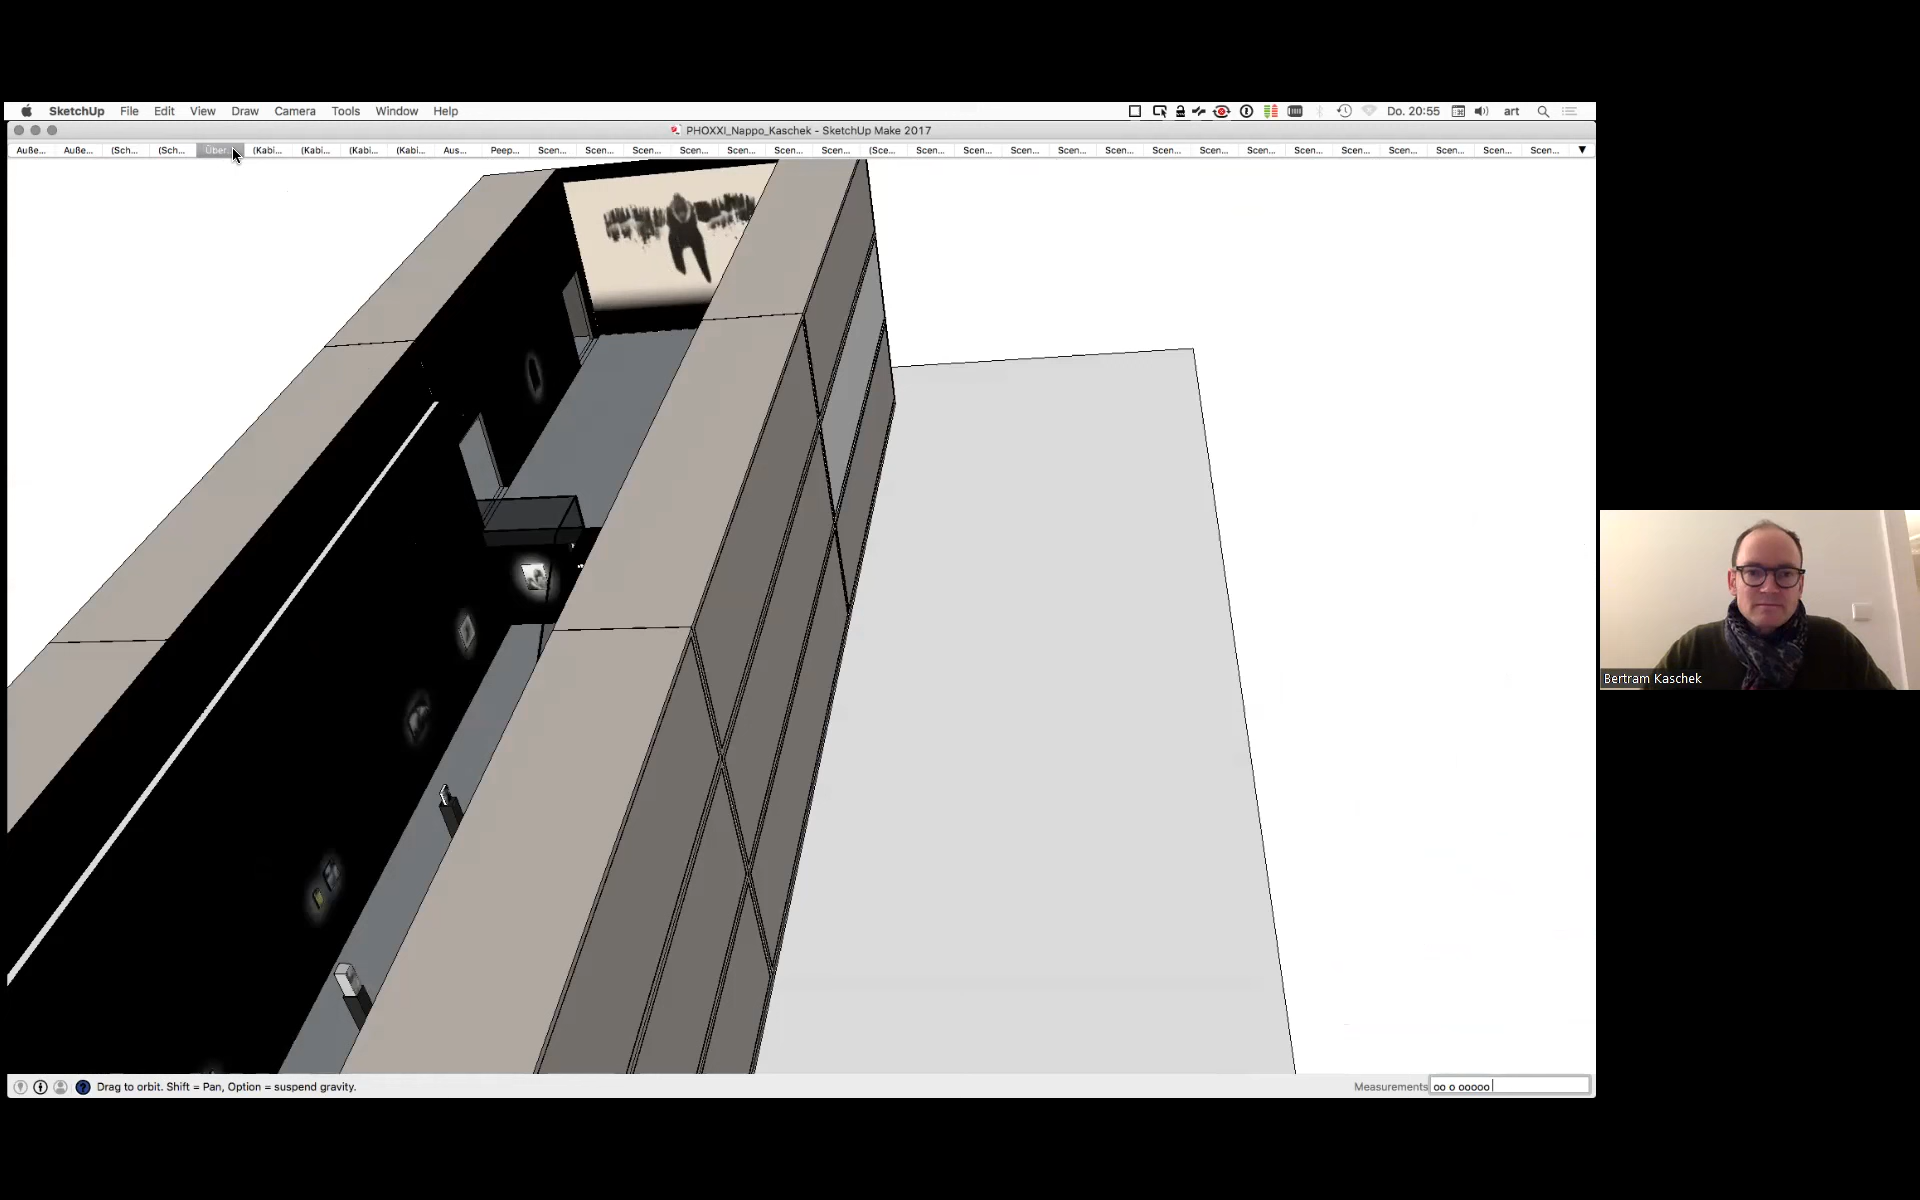 SketchUp File Edit View Draw Camera Tools Window Help Do. 20:55 art
PHOXXI_Nappo_Kaschek - SketchUp Make 2017
Auße... Auße... (Sch... (Sch... Über... (Kabi... (Kabi... (Kabi... (Kabi... Aus... Peep... Scen... Scen... Scen... Scen... Scen... Scen... Scen... (Sce... Scen... Scen... Scen... Scen... Scen... Scen... Scen... Scen... Scen... Scen... Scen... Scen... Scen... Scen...
Bertram Kaschek
Drag to orbit. Shift = Pan, Option = suspend gravity. Measurements oo o ooooo